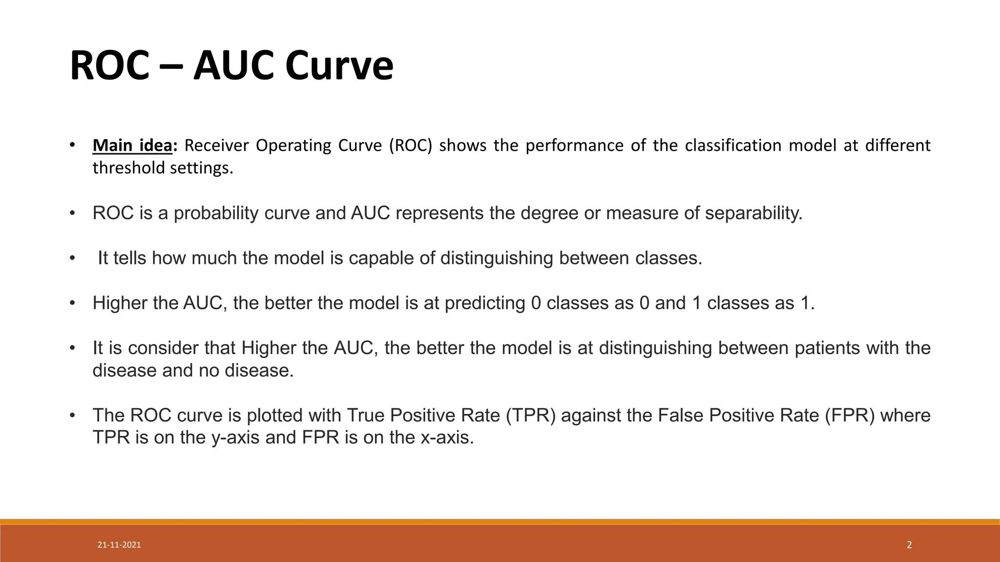 ROC – AUC Curve
• Main idea: Receiver Operating Curve (ROC) shows the performance of the classification model at different
threshold settings.
• ROC is a probability curve and AUC represents the degree or measure of separability.
• It tells how much the model is capable of distinguishing between classes.
• Higher the AUC, the better the model is at predicting 0 classes as 0 and 1 classes as 1.
• It is consider that Higher the AUC, the better the model is at distinguishing between patients with the
disease and no disease.
• The ROC curve is plotted with True Positive Rate (TPR) against the False Positive Rate (FPR) where
TPR is on the y-axis and FPR is on the x-axis.
21-11-2021
2